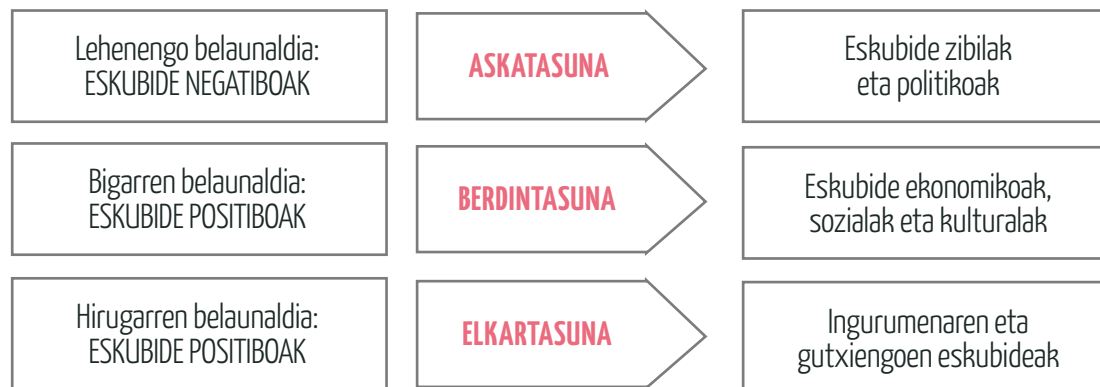 Lehenengo belaunaldia:
ESKUBIDE NEGATIBOAK
ASKATASUNA
Eskubide zibilak
eta politikoak
Bigarren belaunaldia:
ESKUBIDE POSITIBOAK
BERDINTASUNA
Eskubide ekonomikoak,
sozialak eta kulturalak
Hirugarren belaunaldia:
ESKUBIDE POSITIBOAK
ELKARTASUNA
Ingurumenaren eta
gutxiengoen eskubideak